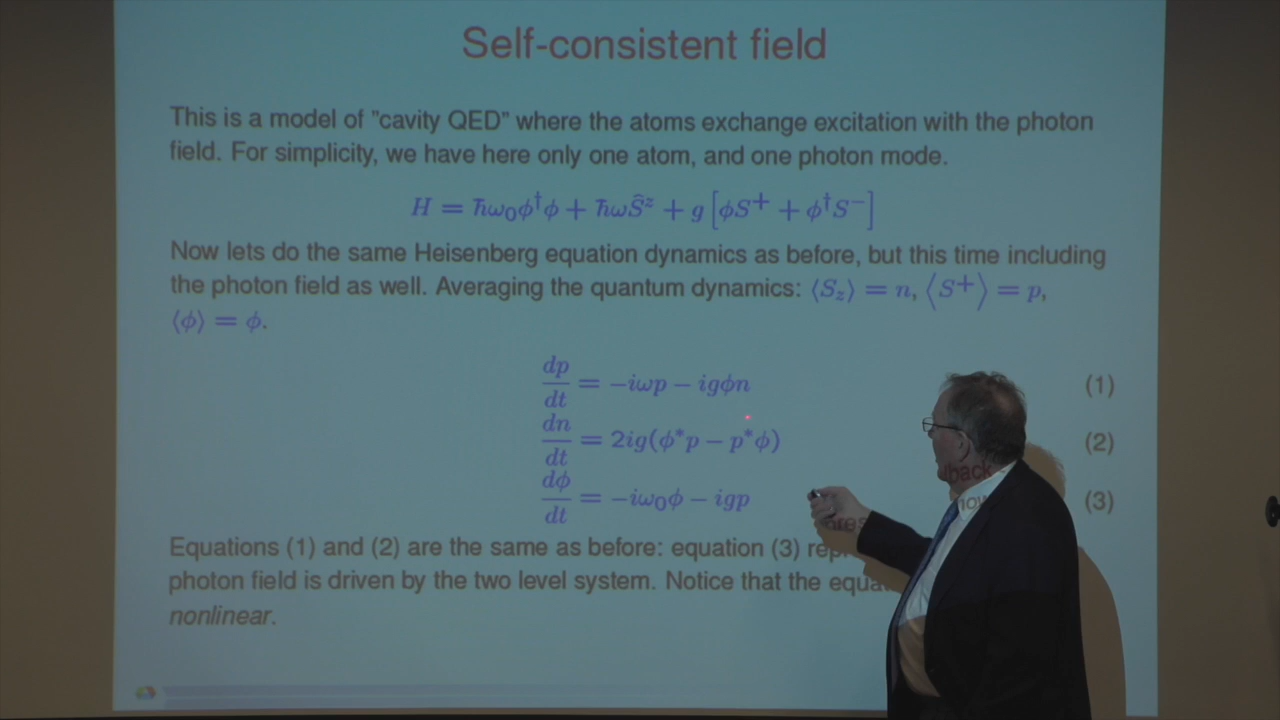 Self-consistent field
This is a model of "cavity QED" where the atoms exchange excitation with the photon
field. For simplicity, we have here only one atom, and one photon mode.
H = ħω₀ϕ†ϕ + ħωŜᶻ + g[ϕS⁺ + ϕ†S⁻]
Now lets do the same Heisenberg equation dynamics as before, but this time including
the photon field as well. Averaging the quantum dynamics: ⟨S_z⟩ = n, ⟨S⁺⟩ = p,
⟨ϕ⟩ = ϕ.
dp/dt = −iωp − igϕn (1)
dn/dt = 2ig(ϕ*p − p*ϕ) (2)
dϕ/dt = −iω₀ϕ − igp (3)
Equations (1) and (2) are the same as before: equation (3)
photon field is driven by the two level system. Notice that the
nonlinear.